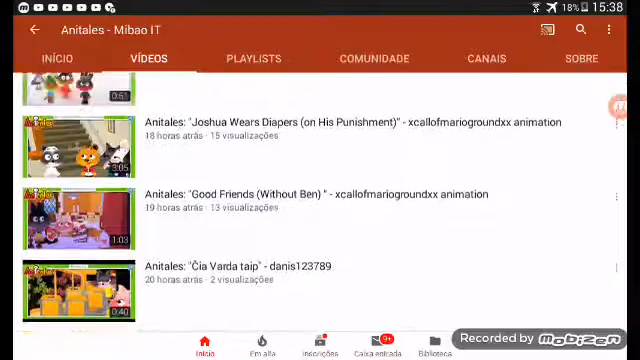 18% 15:38
Anitales - Mibao IT
INÍCIO VÍDEOS PLAYLISTS COMUNIDADE CANAIS SOBRE
0:51
Anitales: "Joshua Wears Diapers (on His Punishment)" - xcallofmariogroundxx animation
18 horas atrás · 15 visualizações
3:05
Anitales: "Good Friends (Without Ben) " - xcallofmariogroundxx animation
19 horas atrás · 13 visualizações
1:03
Anitales: "Čia Varda taip" - danis123789
20 horas atrás · 2 visualizações
0:40
Recorded by mobizen
9+
Início Em alta Inscrições Caixa entrada Biblioteca